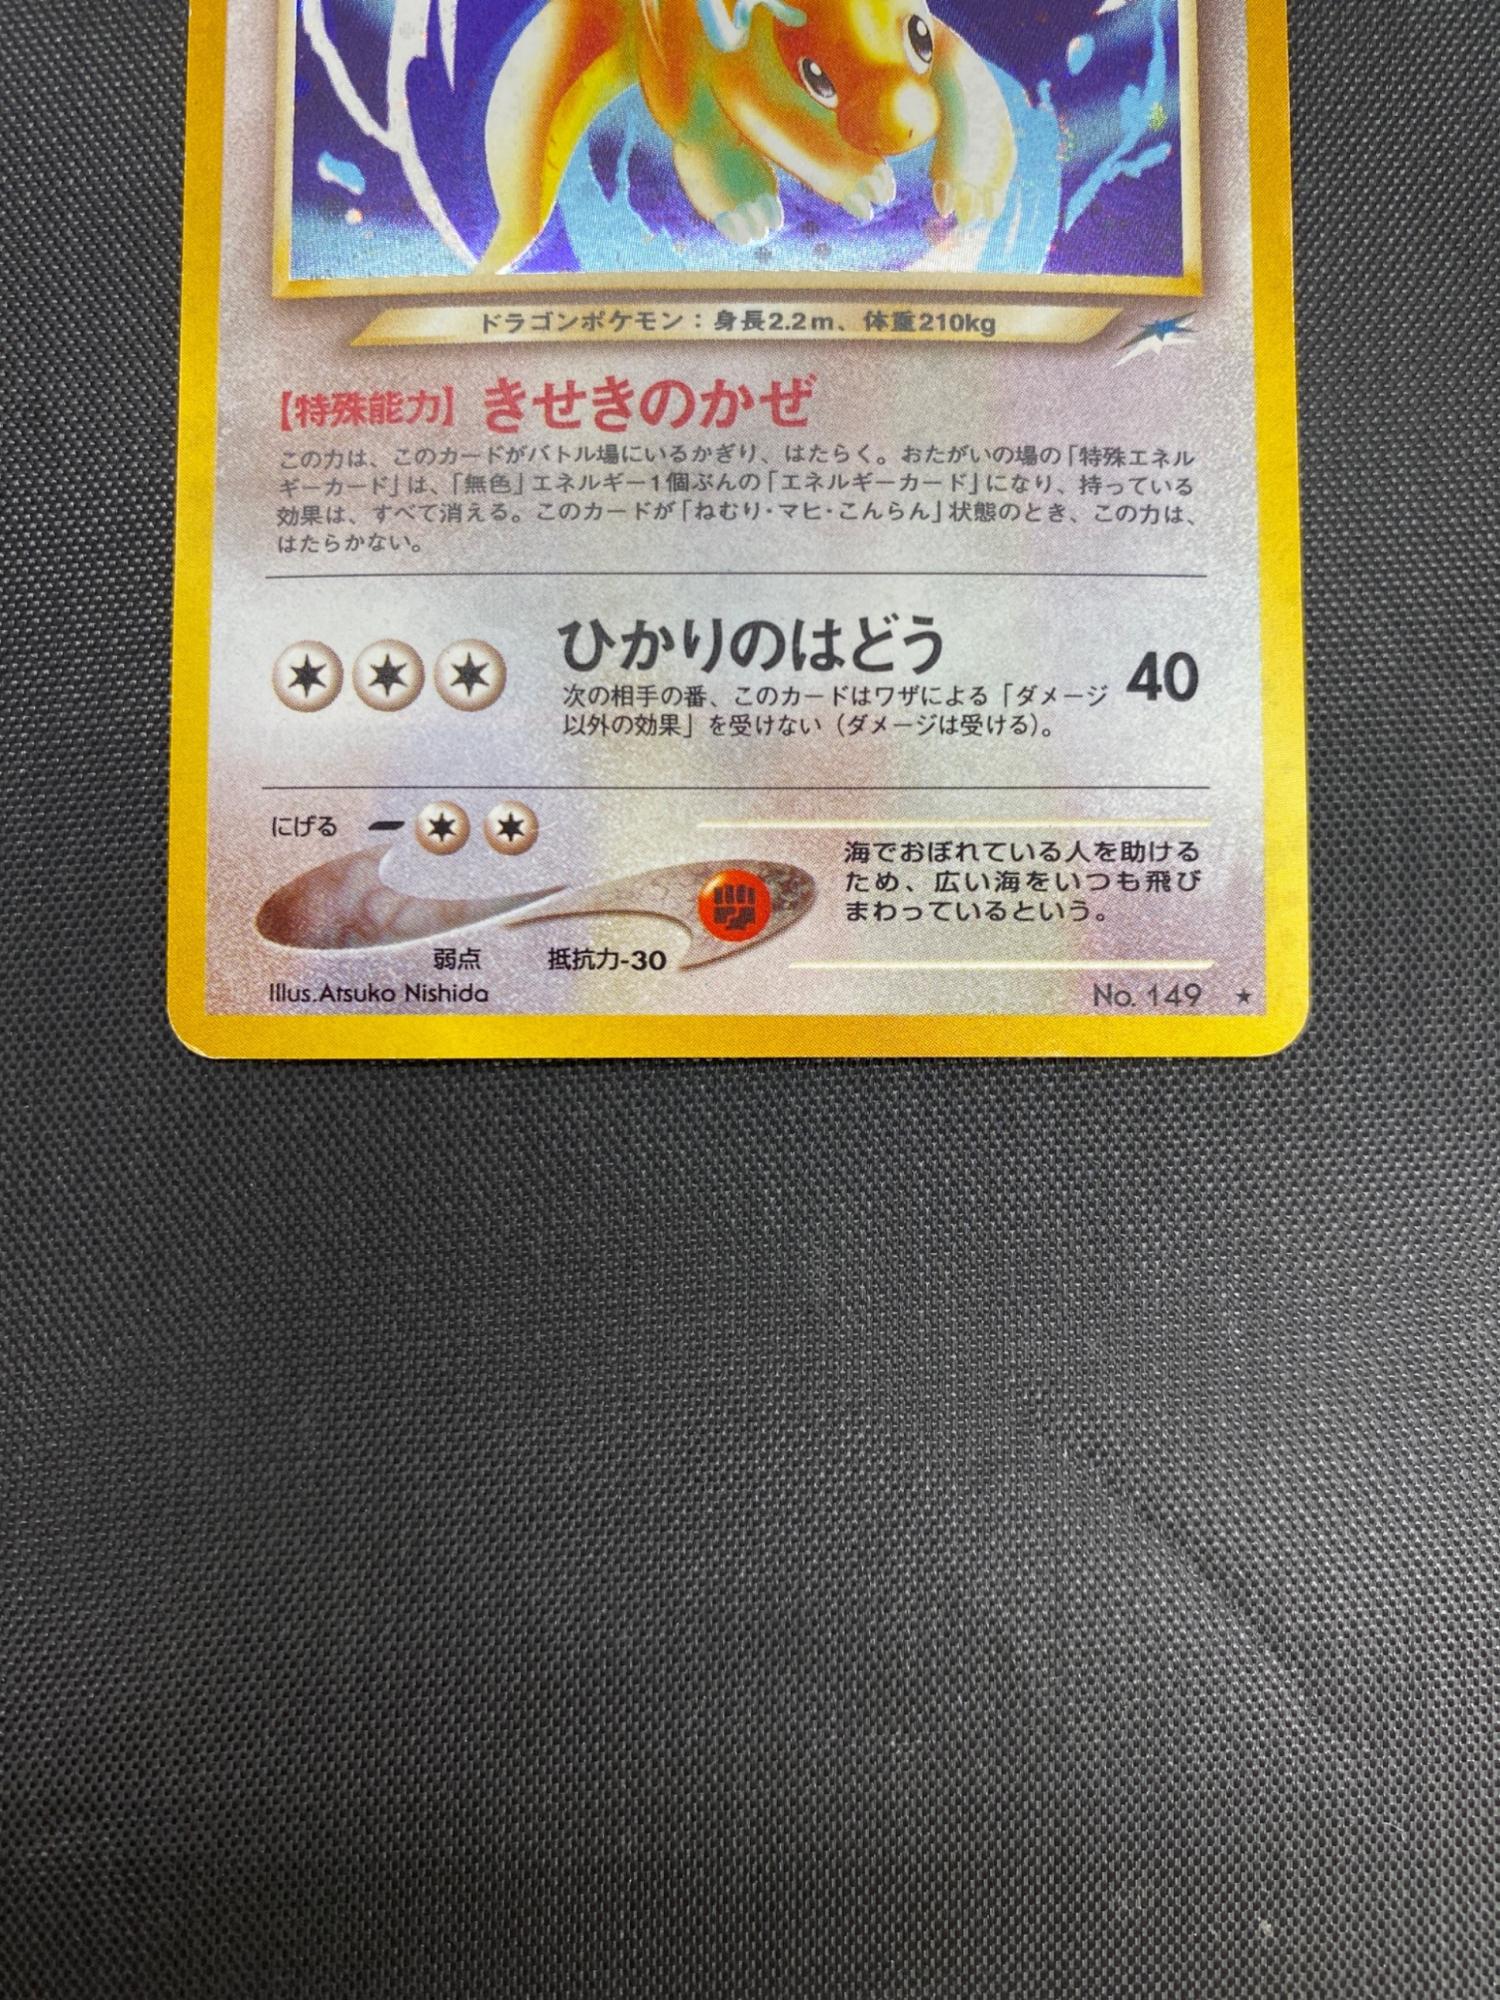 ドラゴンポケモン：身長2.2m、体重210kg
【特殊能力】きせきのかぜ
この力は、このカードがバトル場にいるかぎり、はたらく。おたがいの場の「特殊エネル
ギーカード」は、「無色」エネルギー1個ぶんの「エネルギーカード」になり、持っている
効果は、すべて消える。このカードが「ねむり・マヒ・こんらん」状態のとき、この力は、
はたらかない。
ひかりのはどう 40
次の相手の番、このカードはワザによる「ダメージ
以外の効果」を受けない（ダメージは受ける）。
にげる
海でおぼれている人を助ける
ため、広い海をいつも飛び
まわっているという。
弱点 抵抗力-30
Illus.Atsuko Nishida No. 149 ★